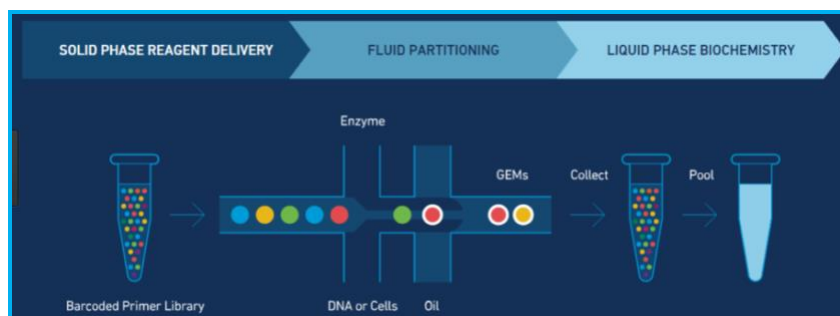 SOLID PHASE REAGENT DELIVERY
FLUID PARTITIONING
LIQUID PHASE BIOCHEMISTRY
Enzyme
GEMs
Collect
Pool
Barcoded Primer Library
DNA or Cells
Oil